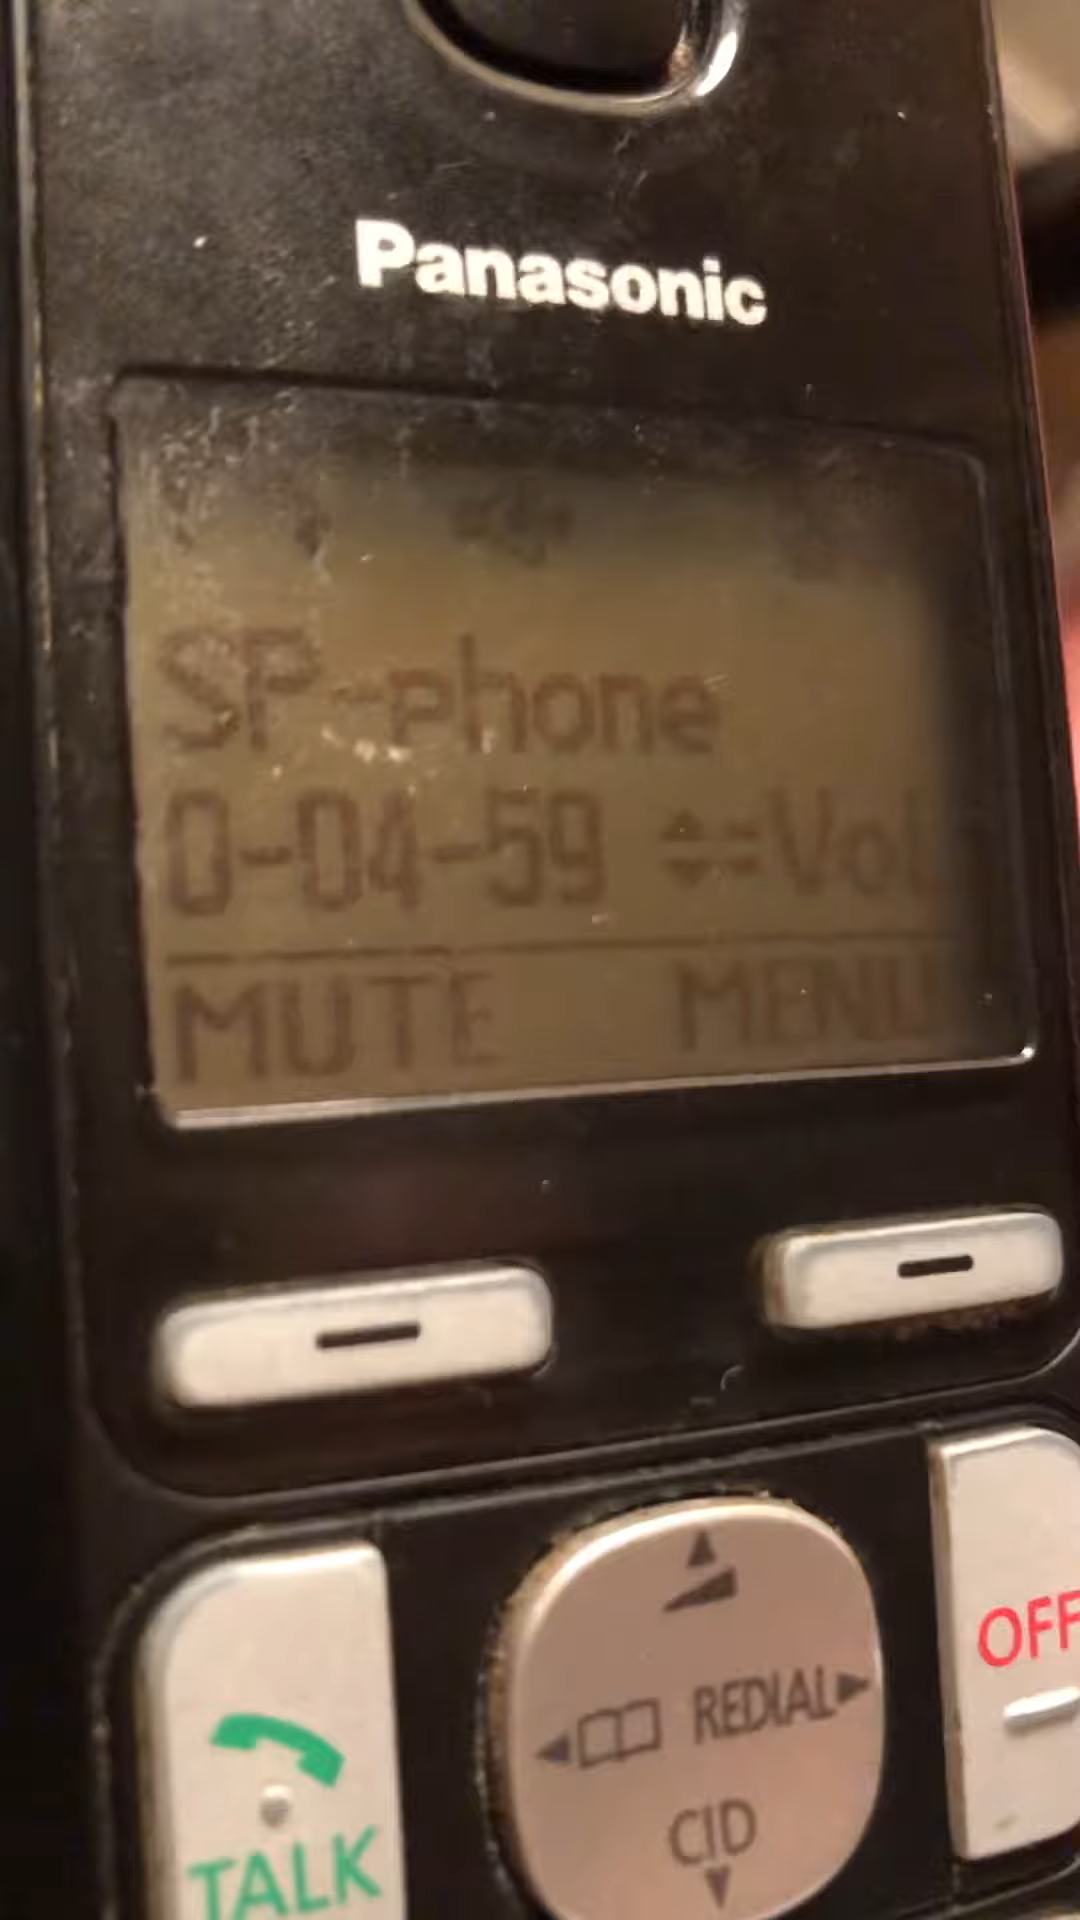 Panasonic
SP-phone
0-04-59 ♦=Vol
MUTE MENU
OFF
◀ REDIAL▶
TALK
CID